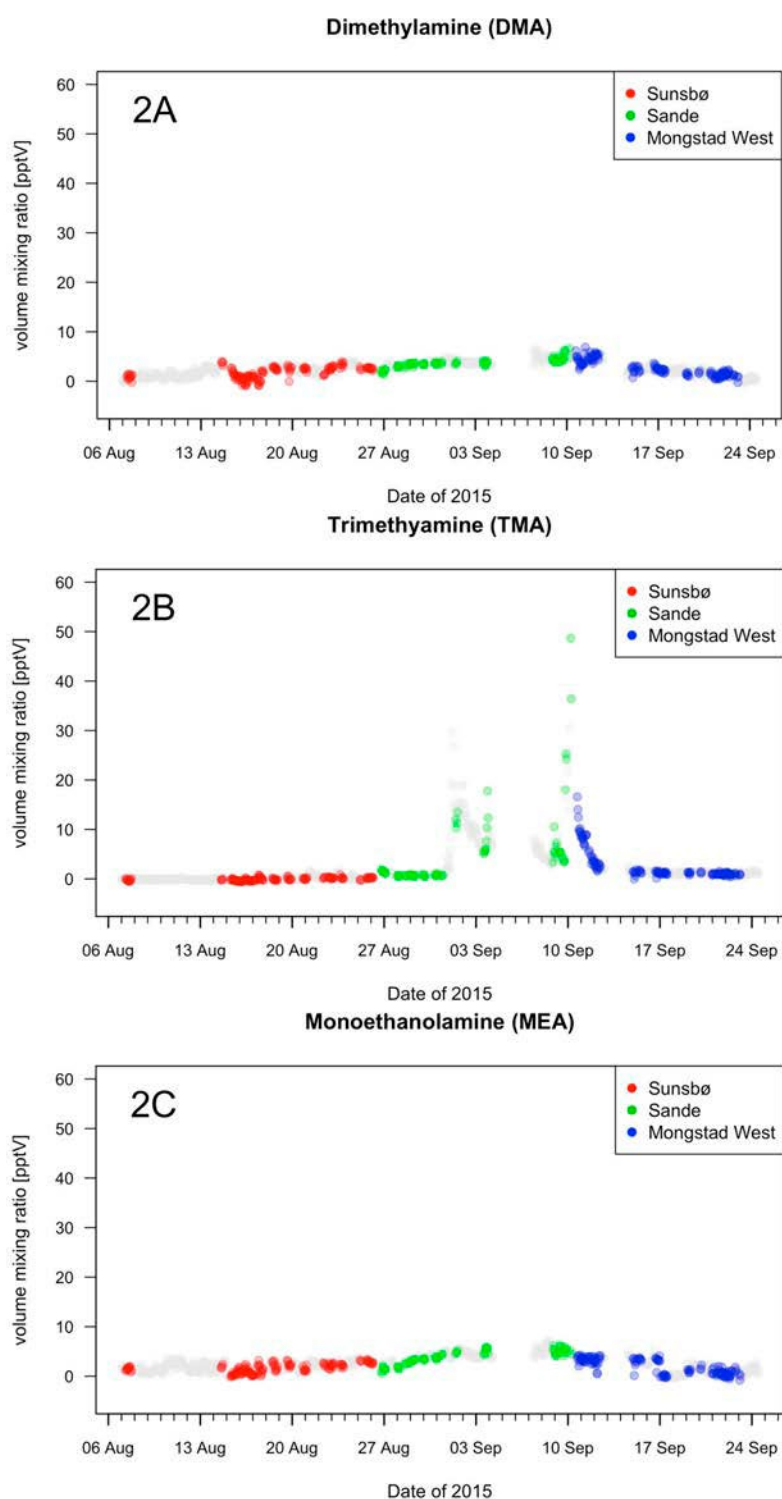 Dimethylamine (DMA)
2A
Sunsbø
Sande
Mongstad West
volume mixing ratio [pptV]
60
50
40
30
20
10
0
06 Aug 13 Aug 20 Aug 27 Aug 03 Sep 10 Sep 17 Sep 24 Sep
Date of 2015
Trimethyamine (TMA)
2B
Sunsbø
Sande
Mongstad West
volume mixing ratio [pptV]
60
50
40
30
20
10
0
06 Aug 13 Aug 20 Aug 27 Aug 03 Sep 10 Sep 17 Sep 24 Sep
Date of 2015
Monoethanolamine (MEA)
2C
Sunsbø
Sande
Mongstad West
volume mixing ratio [pptV]
60
50
40
30
20
10
0
06 Aug 13 Aug 20 Aug 27 Aug 03 Sep 10 Sep 17 Sep 24 Sep
Date of 2015